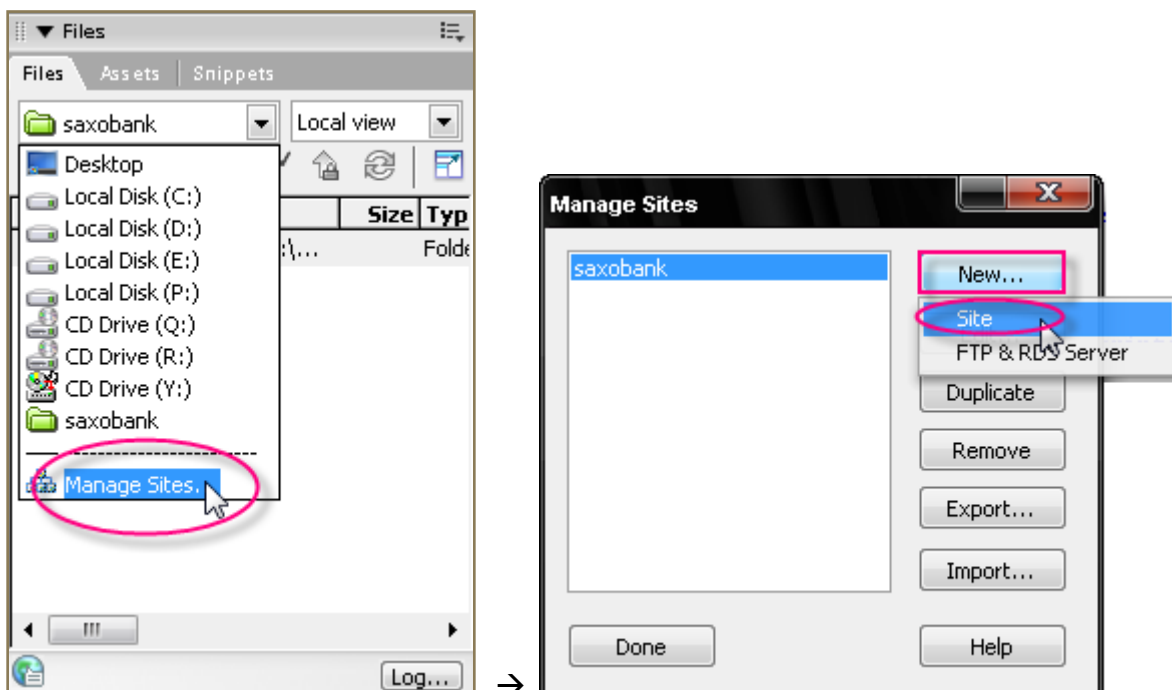 Files
Files Assets Snippets
saxobank Local view
Desktop
Local Disk (C:)
Size Typ
Local Disk (D:)
:\... Folde
Local Disk (E:)
Local Disk (P:)
CD Drive (Q:)
CD Drive (R:)
CD Drive (Y:)
saxobank
Manage Sites.
Log...
→
Manage Sites
saxobank
New...
Site
FTP & RDS Server
Duplicate
Remove
Export...
Import...
Done
Help